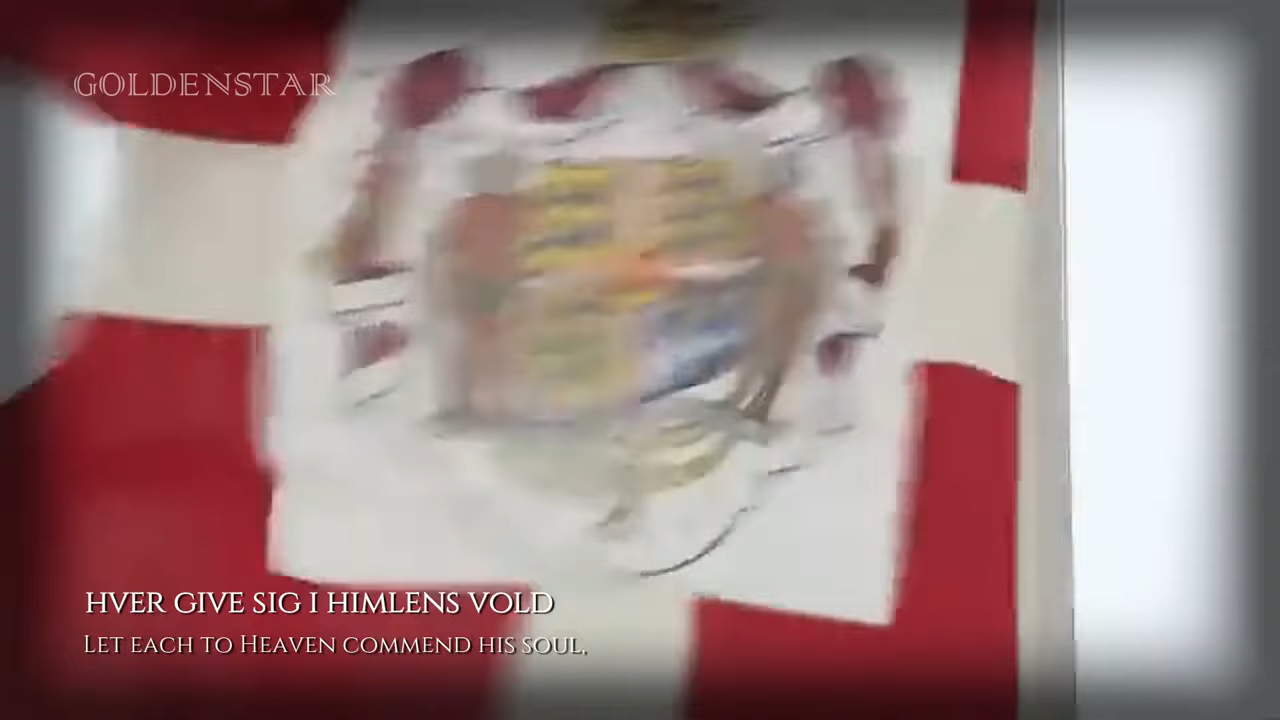 GOLDENSTAR
HVER GIVE SIG I HIMLENS VOLD
LET EACH TO HEAVEN COMMEND HIS SOUL,